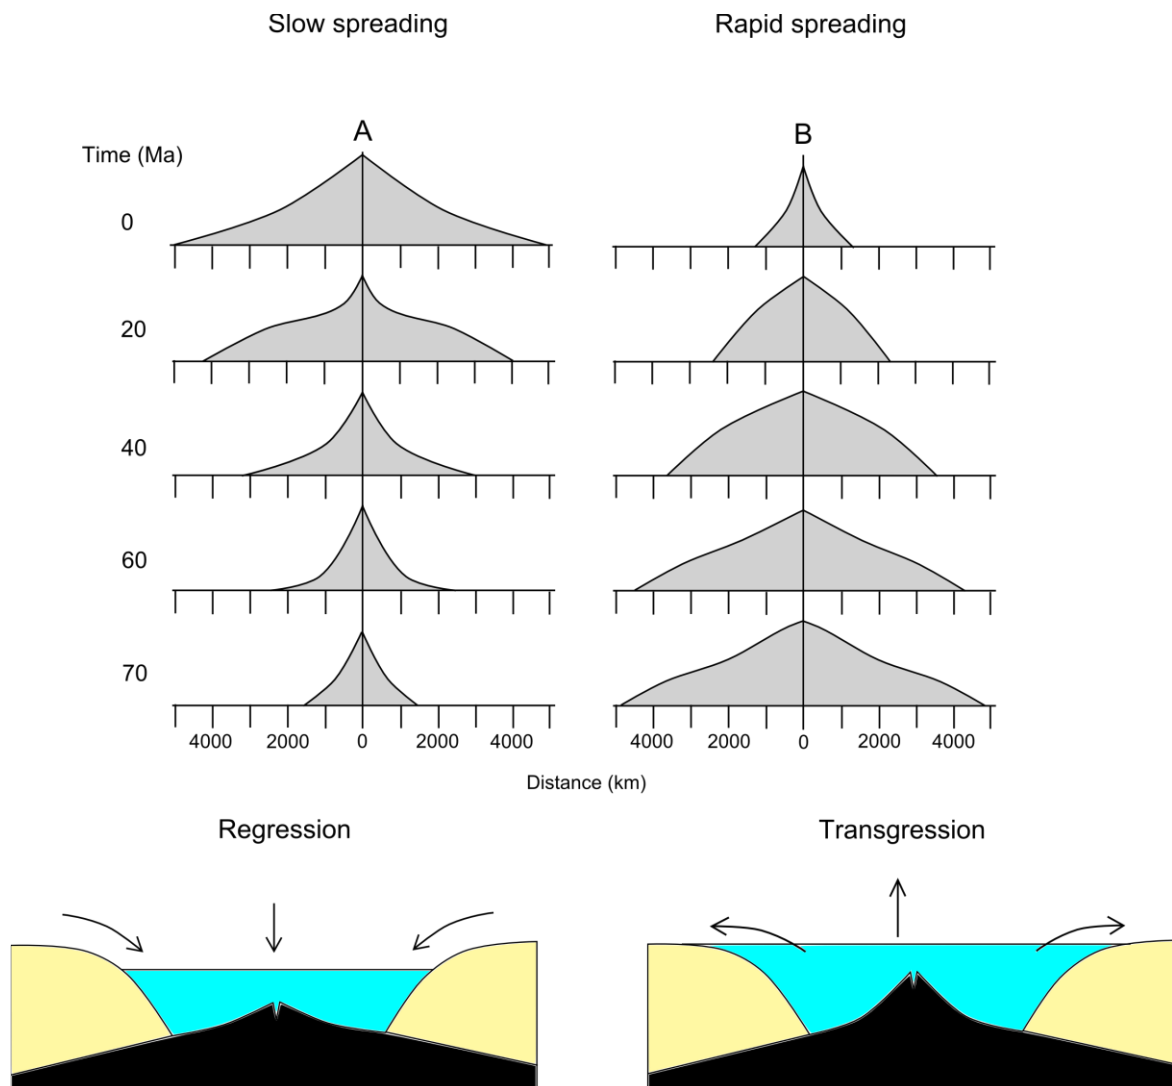 Slow spreading Rapid spreading
A B
Time (Ma)
0
20
40
60
70
4000 2000 0 2000 4000 4000 2000 0 2000 4000
Distance (km)
Regression Transgression